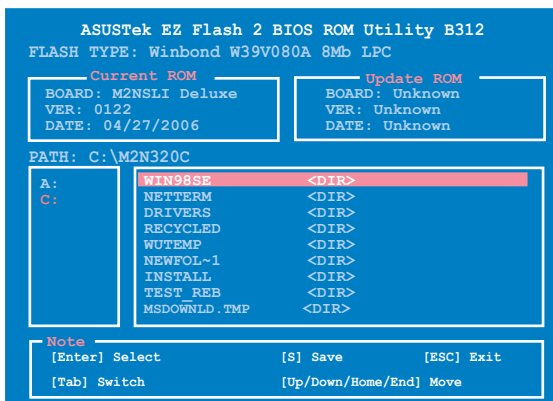 ASUSTek EZ Flash 2 BIOS ROM Utility B312
FLASH TYPE: Winbond W39V080A 8Mb LPC
Current ROM
BOARD: M2NSLI Deluxe
VER: 0122
DATE: 04/27/2006
Update ROM
BOARD: Unknown
VER: Unknown
DATE: Unknown
PATH: C:\M2N320C
A:
C:
WIN98SE <DIR>
NETTERM <DIR>
DRIVERS <DIR>
RECYCLED <DIR>
WUTEMP <DIR>
NEWFOL~1 <DIR>
INSTALL <DIR>
TEST_REB <DIR>
MSDOWNLD.TMP <DIR>
Note
[Enter] Select [S] Save [ESC] Exit
[Tab] Switch [Up/Down/Home/End] Move